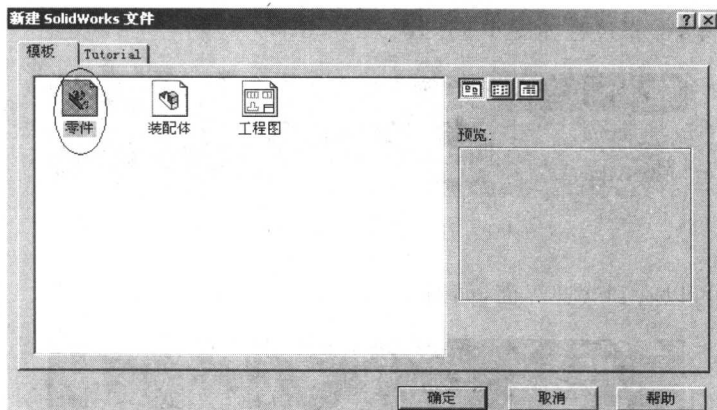 新建 SolidWorks 文件
模板
Tutorial
零件
装配体
工程图
预览:
确定
取消
帮助